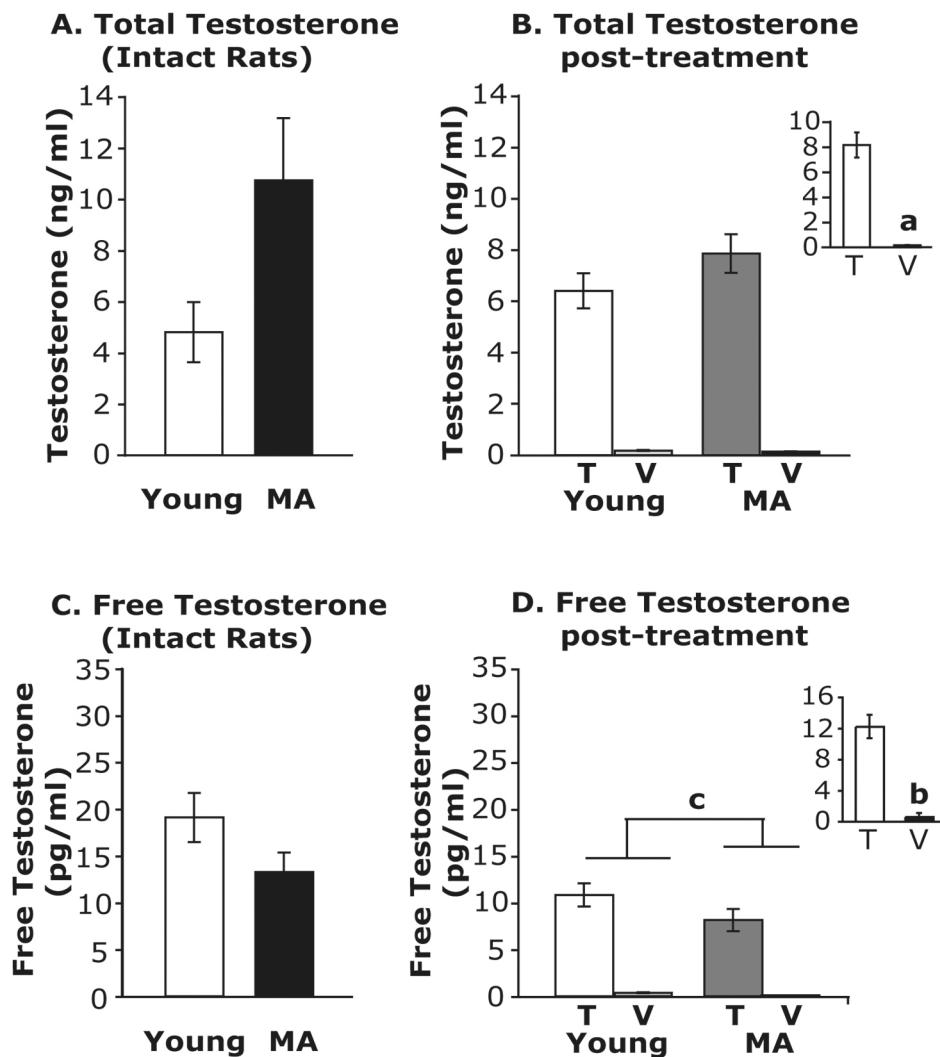 A. Total Testosterone
(Intact Rats)
Testosterone (ng/ml)
14
12
10
8
6
4
2
0
Young MA
B. Total Testosterone
post-treatment
Testosterone (ng/ml)
14
12
10
8
6
4
2
0
T V T V
Young MA
10
8
6
4
2
0
a
T V
C. Free Testosterone
(Intact Rats)
Free Testosterone
(pg/ml)
35
30
25
20
15
10
5
0
Young MA
D. Free Testosterone
post-treatment
Free Testosterone
(pg/ml)
35
30
25
20
15
10
5
0
c
T V T V
Young MA
16
12
8
4
0
b
T V